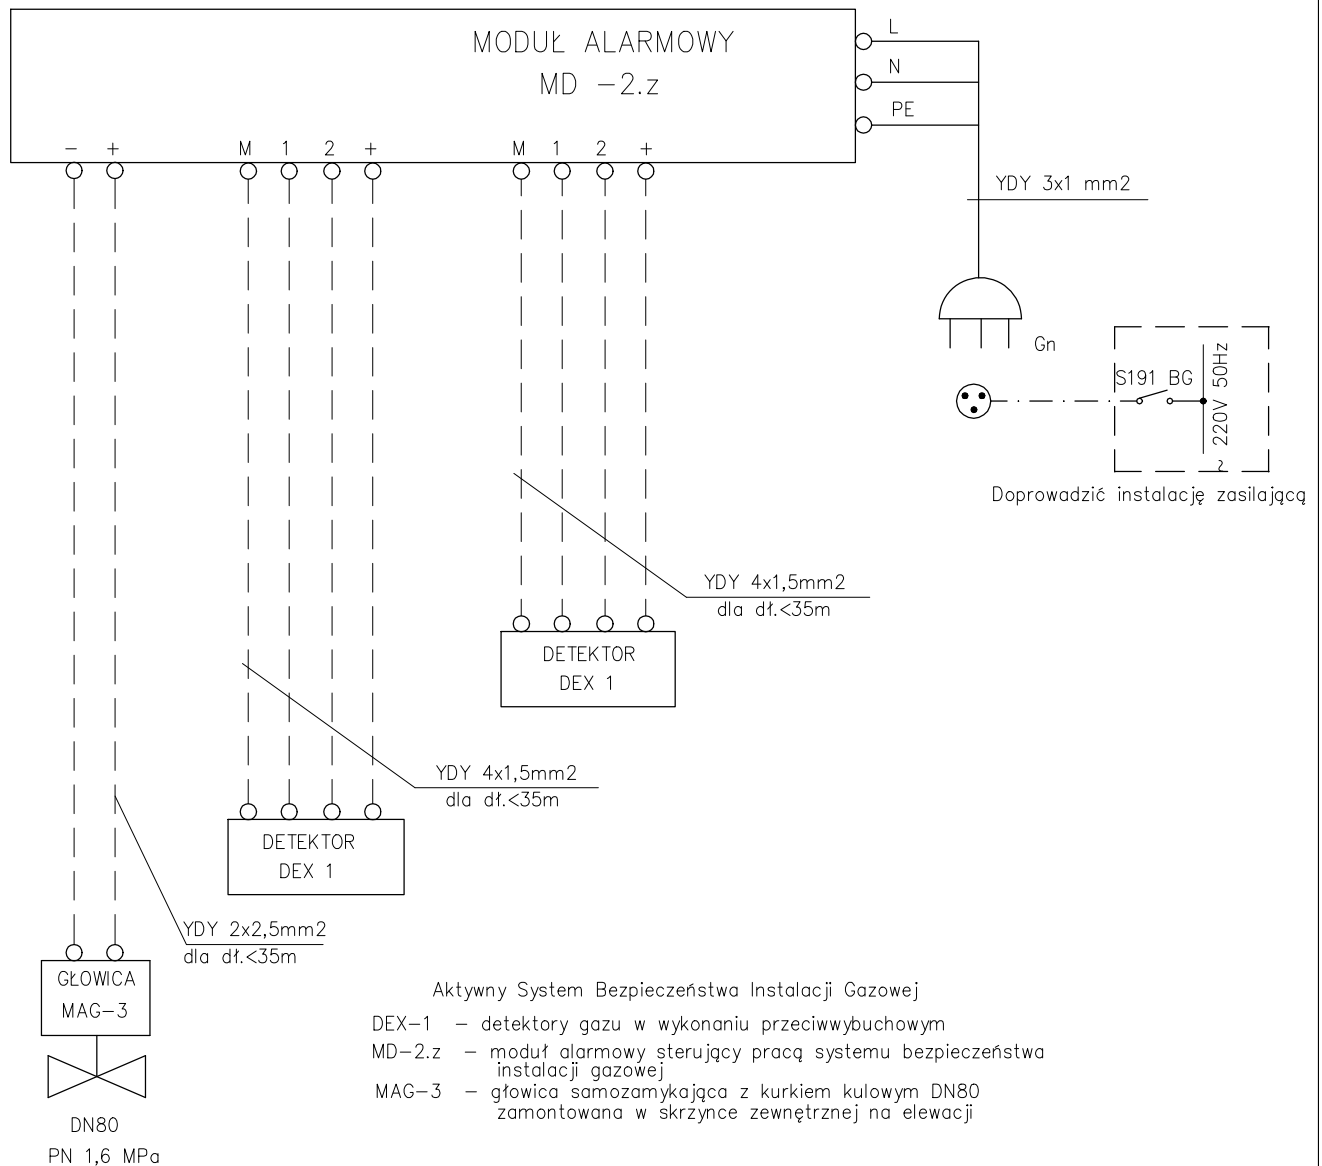 MODUŁ ALARMOWY
MD -2.z
L
N
PE
- +
M 1 2 +
M 1 2 +
YDY 3x1 mm2
Gn
S191 BG
~ 220V 50Hz
Doprowadzić instalację zasilającą
YDY 4x1,5mm2
dla dł.<35m
DETEKTOR
DEX 1
YDY 4x1,5mm2
dla dł.<35m
DETEKTOR
DEX 1
YDY 2x2,5mm2
dla dł.<35m
GŁOWICA
MAG-3
DN80
PN 1,6 MPa
Aktywny System Bezpieczeństwa Instalacji Gazowej
DEX-1 - detektory gazu w wykonaniu przeciwwybuchowym
MD-2.z - moduł alarmowy sterujący pracą systemu bezpieczeństwa
instalacji gazowej
MAG-3 - głowica samozamykająca z kurkiem kulowym DN80
zamontowana w skrzynce zewnętrznej na elewacji